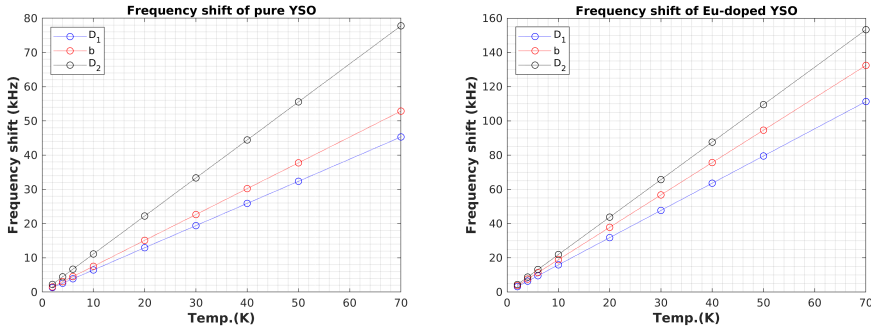 Frequency shift of pure YSO
Frequency shift (kHz)
80
70
60
50
40
30
20
10
0
D1
b
D2
0 10 20 30 40 50 60 70
Temp.(K)
Frequency shift of Eu-doped YSO
Frequency shift (kHz)
160
140
120
100
80
60
40
20
0
D1
b
D2
0 10 20 30 40 50 60 70
Temp.(K)